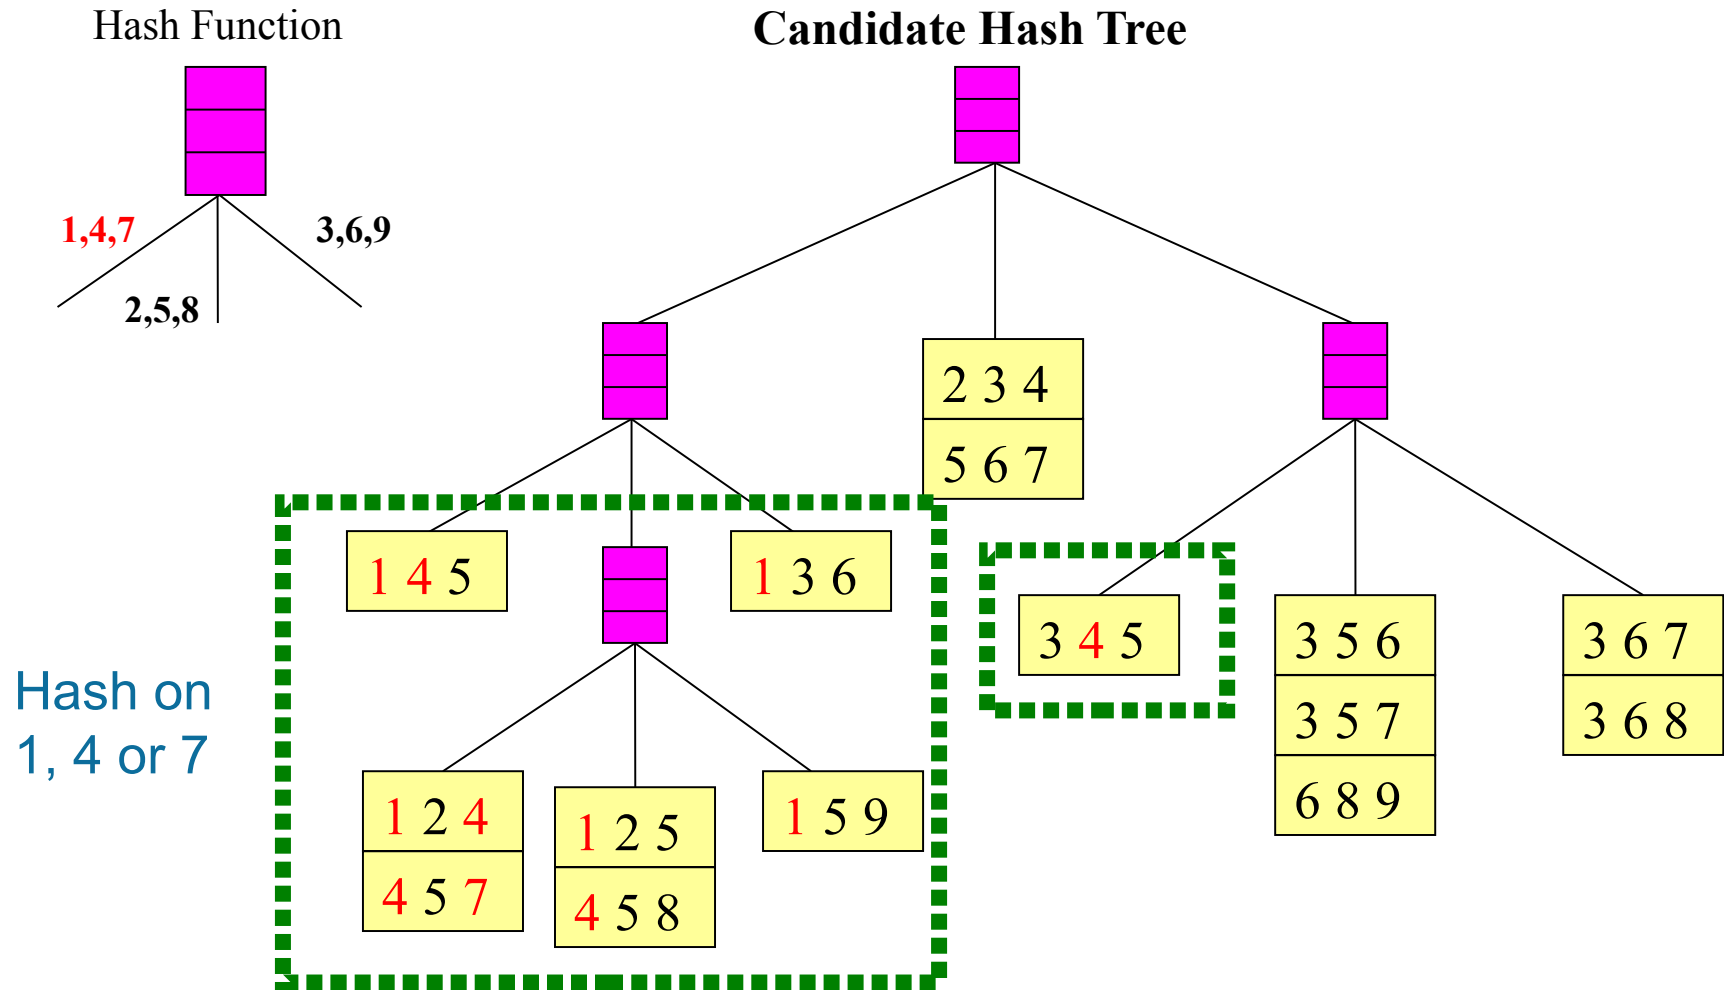 Hash Function
Candidate Hash Tree
1,4,7
3,6,9
2,5,8
2 3 4
5 6 7
1 4 5
1 3 6
3 4 5
3 5 6
3 6 7
3 5 7
3 6 8
6 8 9
Hash on
1, 4 or 7
1 2 4
1 2 5
1 5 9
4 5 7
4 5 8